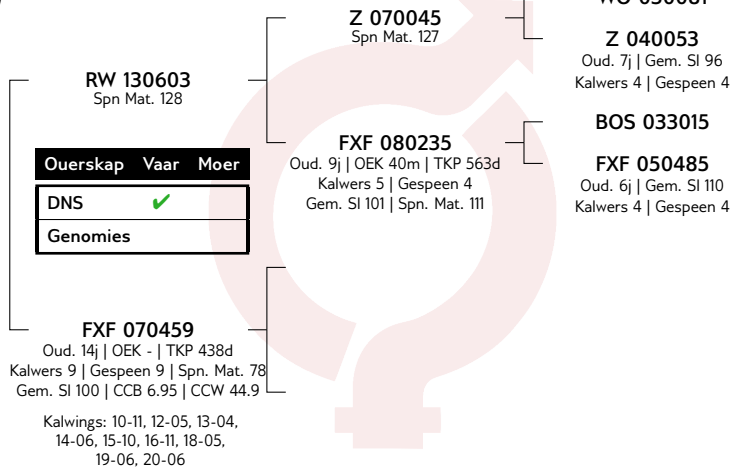 Z 070045
Spn Mat. 127
Z 040053
Oud. 7j | Gem. SI 96
Kalwers 4 | Gespeen 4
RW 130603
Spn Mat. 128
BOS 033015
FXF 080235
Oud. 9j | OEK 40m | TKP 563d
Kalwers 5 | Gespeen 4
Gem. SI 101 | Spn. Mat. 111
FXF 050485
Oud. 6j | Gem. SI 110
Kalwers 4 | Gespeen 4
Ouerskap Vaar Moer
DNS ✔
Genomies
FXF 070459
Oud. 14j | OEK - | TKP 438d
Kalwers 9 | Gespeen 9 | Spn. Mat. 78
Gem. SI 100 | CCB 6.95 | CCW 44.9
Kalwings: 10-11, 12-05, 13-04,
14-06, 15-10, 16-11, 18-05,
19-06, 20-06